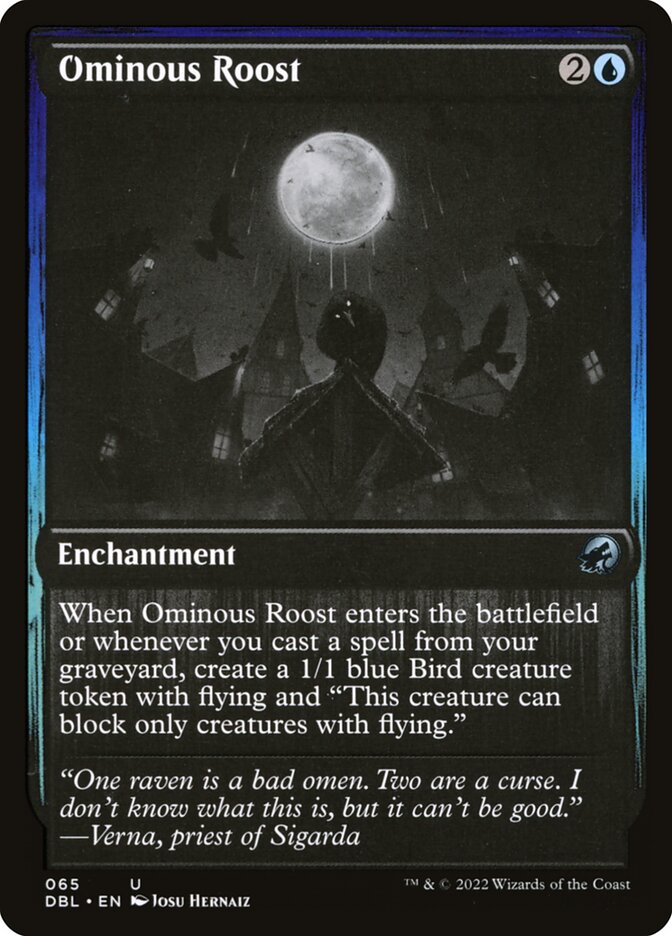 Ominous Roost 2
Enchantment
When Ominous Roost enters the battlefield
or whenever you cast a spell from your
graveyard, create a 1/1 blue Bird creature
token with flying and “This creature can
block only creatures with flying.”
“One raven is a bad omen. Two are a curse. I
don’t know what this is, but it can’t be good.”
—Verna, priest of Sigarda
065 U ™ & © 2022 Wizards of the Coast
DBL • EN Josu Hernaiz